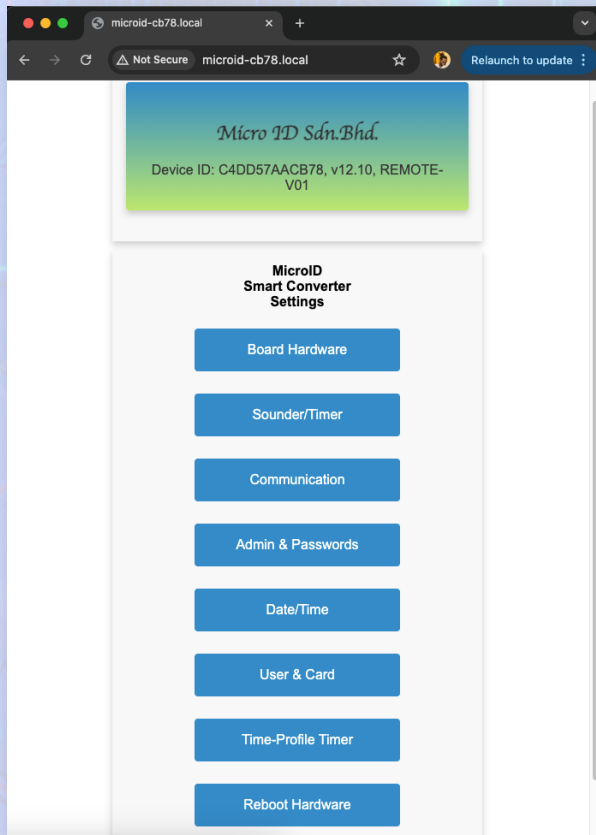 microid-cb78.local
Not Secure microid-cb78.local Relaunch to update
Micro ID Sdn.Bhd.
Device ID: C4DD57AACB78, v12.10, REMOTE-
V01
MicroID
Smart Converter
Settings
Board Hardware
Sounder/Timer
Communication
Admin & Passwords
Date/Time
User & Card
Time-Profile Timer
Reboot Hardware